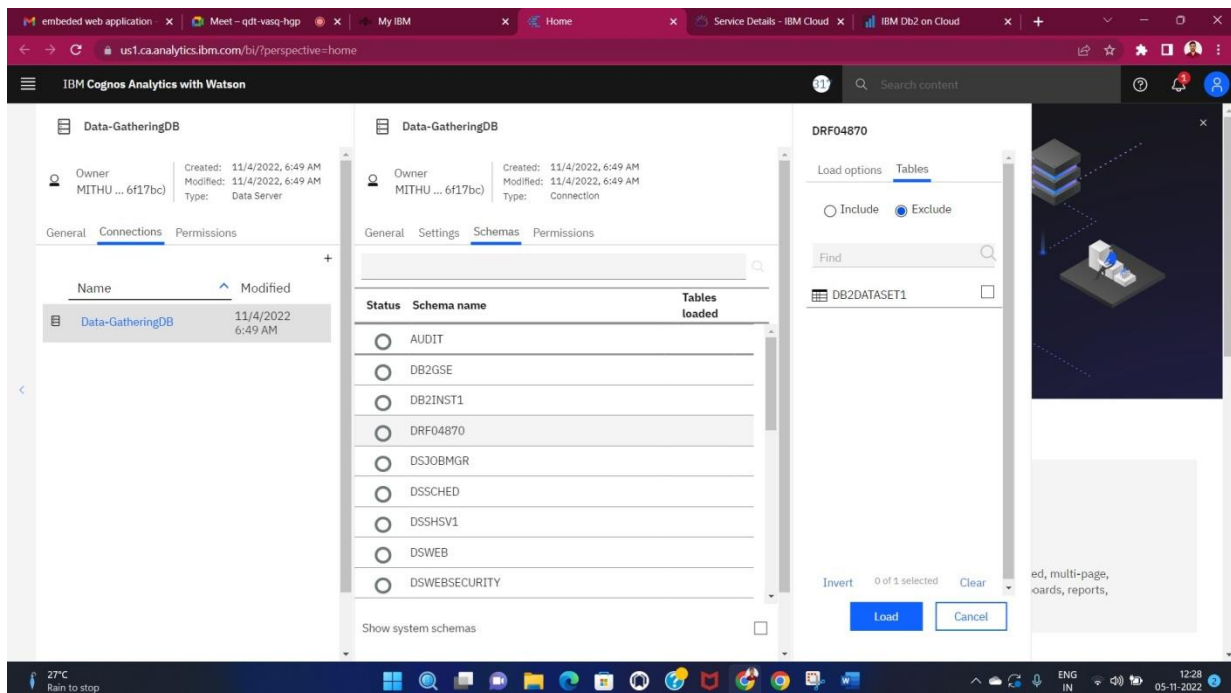 embeded web application -
Meet – qdt-vasq-hgp
My IBM
Home
Service Details - IBM Cloud
IBM Db2 on Cloud
us1.ca.analytics.ibm.com/bi/?perspective=home
IBM Cognos Analytics with Watson
Search content
Data-GatheringDB
Owner
MITHU ... 6f17bc)
Created: 11/4/2022, 6:49 AM
Modified: 11/4/2022, 6:49 AM
Type: Data Server
General Connections Permissions
+
Name Modified
Data-GatheringDB 11/4/2022
6:49 AM
Data-GatheringDB
Owner
MITHU ... 6f17bc)
Created: 11/4/2022, 6:49 AM
Modified: 11/4/2022, 6:49 AM
Type: Connection
General Settings Schemas Permissions
Status Schema name Tables
loaded
AUDIT
DB2GSE
DB2INST1
DRF04870
DSJOBMGR
DSSCHED
DSSHSV1
DSWEB
DSWEBSECURITY
Show system schemas
DRF04870
Load options Tables
Include Exclude
Find
DB2DATASET1
Invert 0 of 1 selected Clear
Load Cancel
ed, multi-page,
oards, reports,
27°C
Rain to stop
ENG
IN
12:28
05-11-2022
2